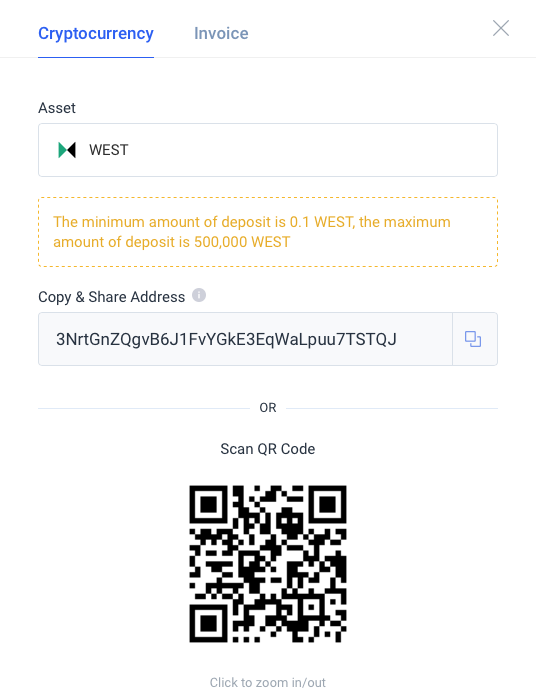 Cryptocurrency Invoice
Asset
WEST
The minimum amount of deposit is 0.1 WEST, the maximum
amount of deposit is 500,000 WEST
Copy & Share Address
3NrtGnZQgvB6J1FvYGkE3EqWaLpuu7TSTQJ
OR
Scan QR Code
Click to zoom in/out